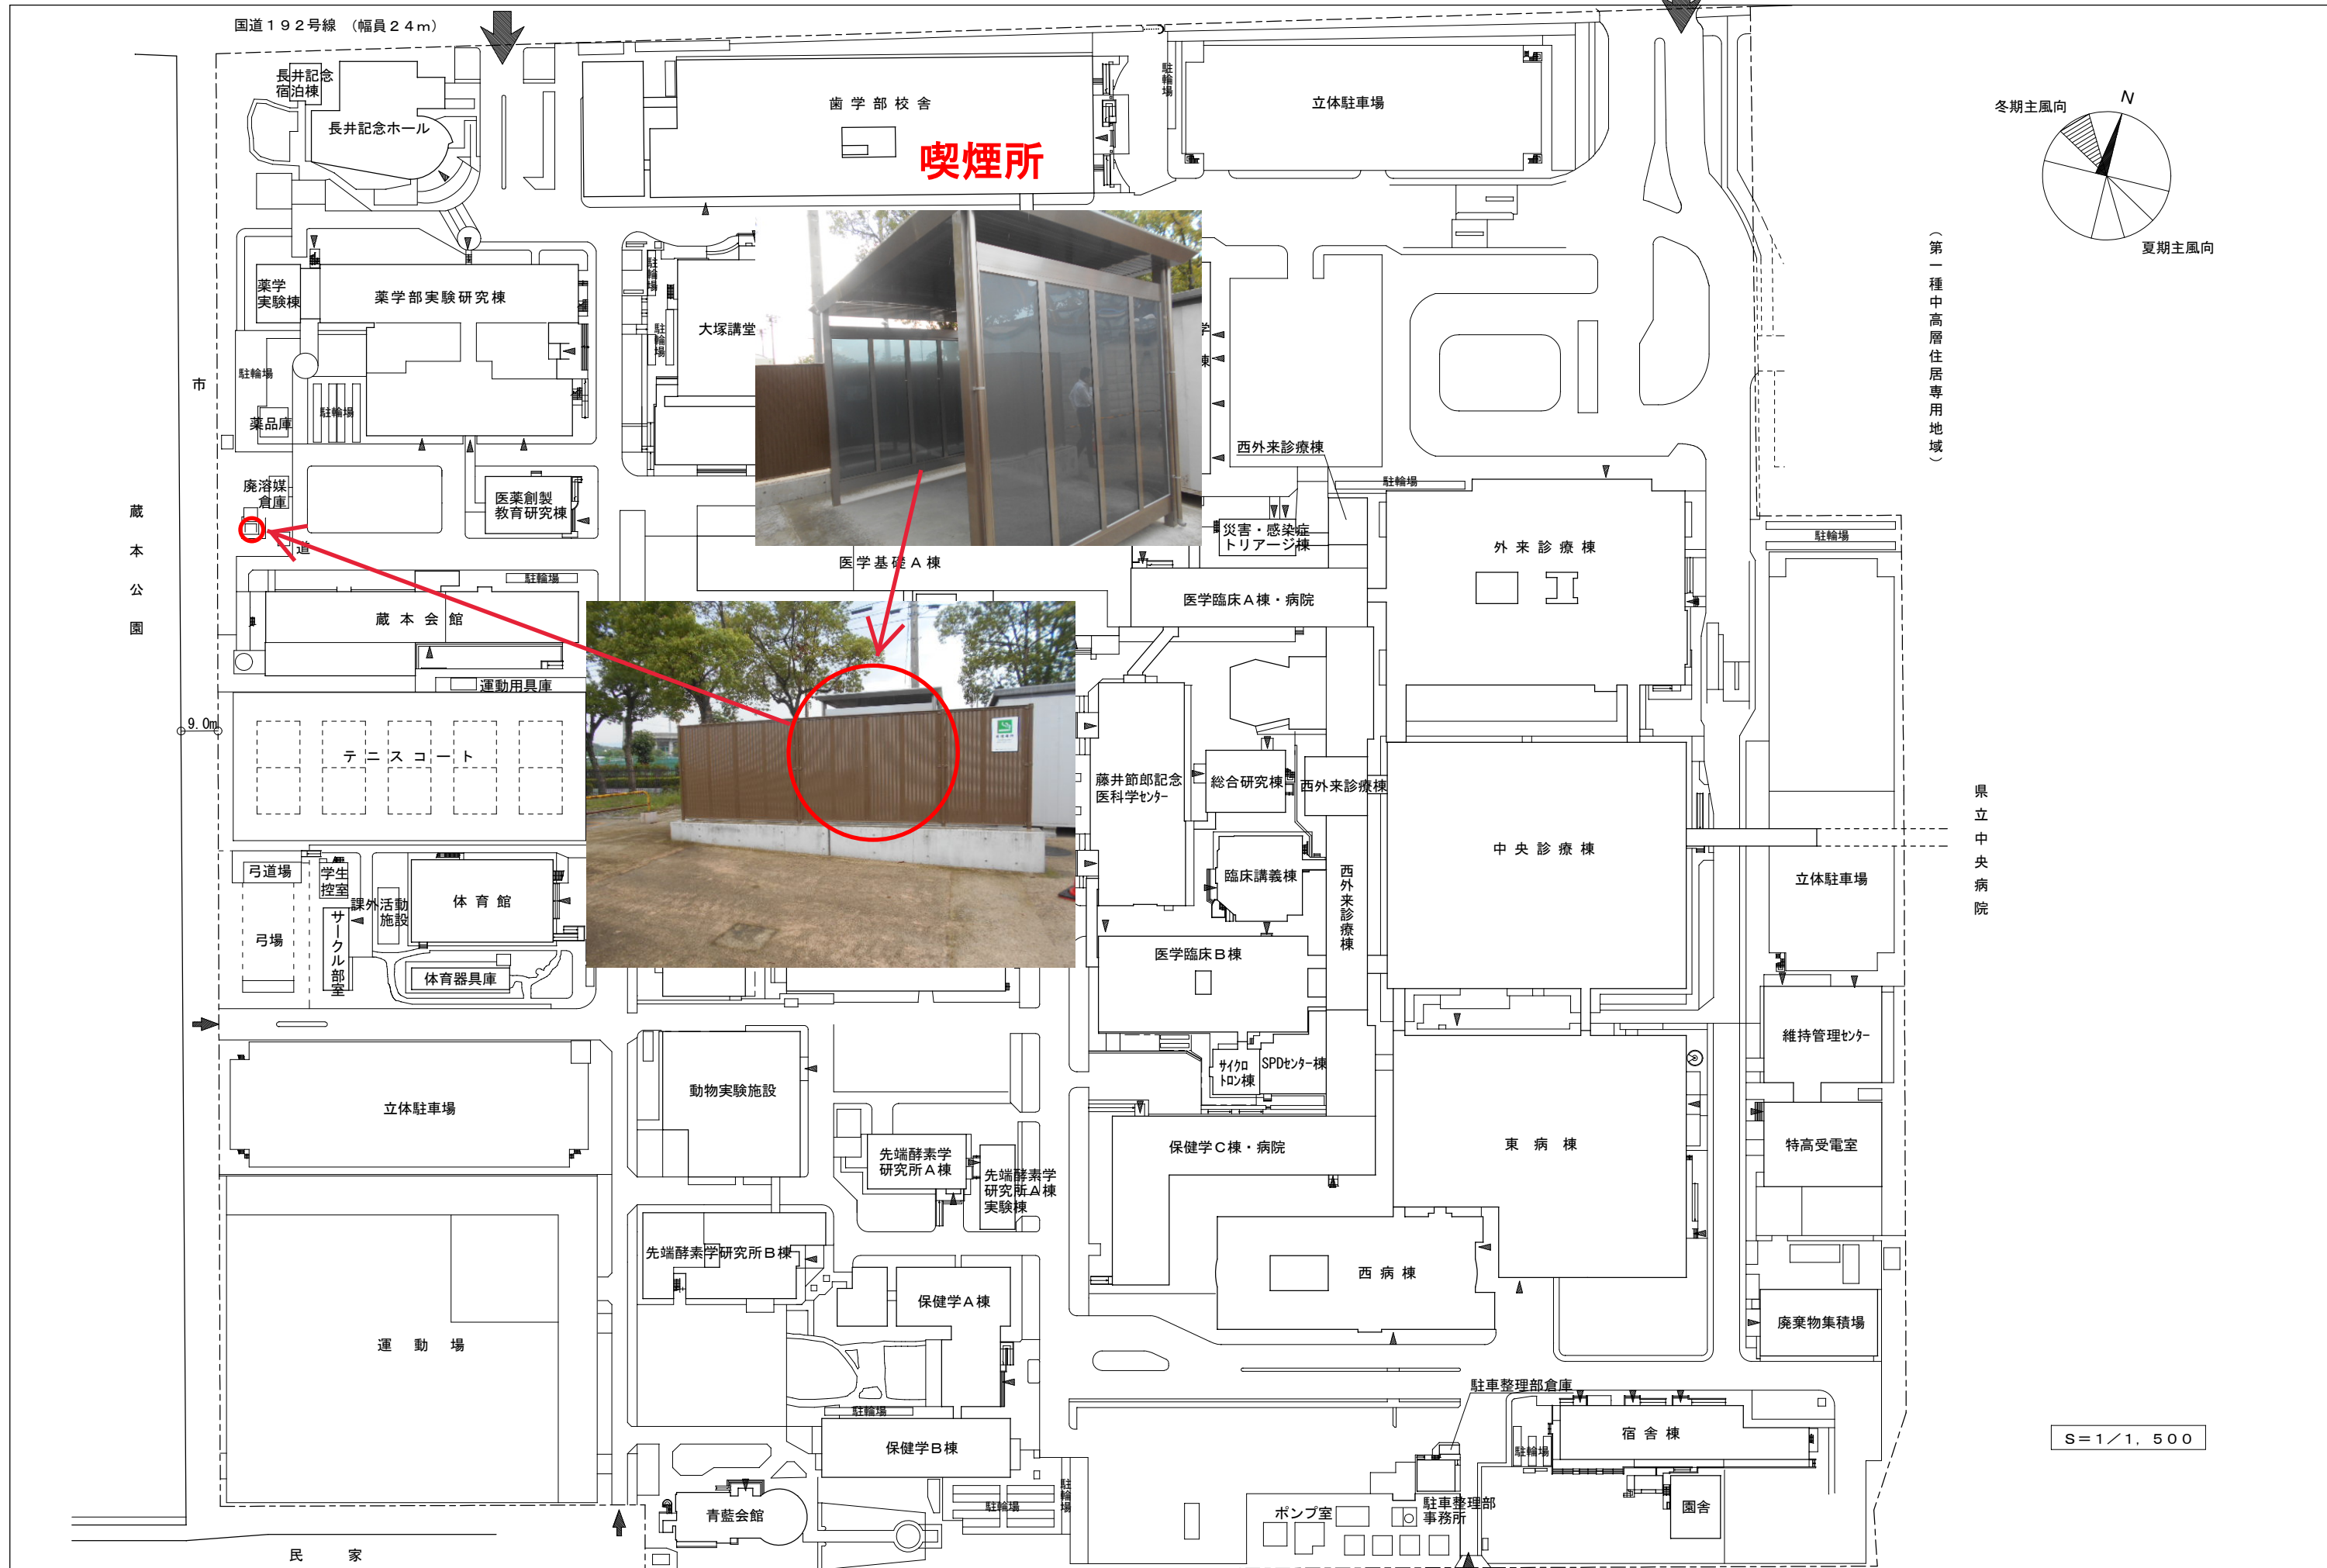 国道１９２号線　（幅員２４ｍ）
長井記念
宿泊棟
長井記念ホール
歯学部校舎
喫煙所
駐輪場
立体駐車場
冬期主風向
N
夏期主風向
（第一種中高層住居専用地域）
薬学
実験棟
薬学部実験研究棟
駐輪場
駐輪場
大塚講堂
学
棟
市
駐輪場
駐輪場
薬品庫
西外来診療棟
駐輪場
廃溶媒
倉庫
医薬創製
教育研究棟
災害・感染症
トリアージ棟
外来診療棟
駐輪場
蔵本公園
道
医学基礎Ａ棟
駐輪場
医学臨床Ａ棟・病院
蔵本会館
運動用具庫
9.0m
テニスコート
藤井節郎記念
医科学ｾﾝﾀｰ
総合研究棟
西外来診療棟
県立中央病院
中央診療棟
弓道場
学生
控室
課外活動
施設
体育館
臨床講義棟
西外来診療棟
立体駐車場
弓場
サークル部室
体育器具庫
医学臨床Ｂ棟
維持管理ｾﾝﾀｰ
サイクロ
トロン棟
SPDｾﾝﾀｰ棟
立体駐車場
動物実験施設
先端酵素学
研究所Ａ棟
先端酵素学
研究所Ａ棟
実験棟
保健学Ｃ棟・病院
東病棟
特高受電室
先端酵素学研究所Ｂ棟
西病棟
保健学Ａ棟
廃棄物集積場
運動場
駐車整理部倉庫
駐輪場
保健学Ｂ棟
宿舎棟
駐輪場
S＝1／1，500
駐輪場
駐輪場
青藍会館
ポンプ室
駐車整理部
事務所
園舎
民家